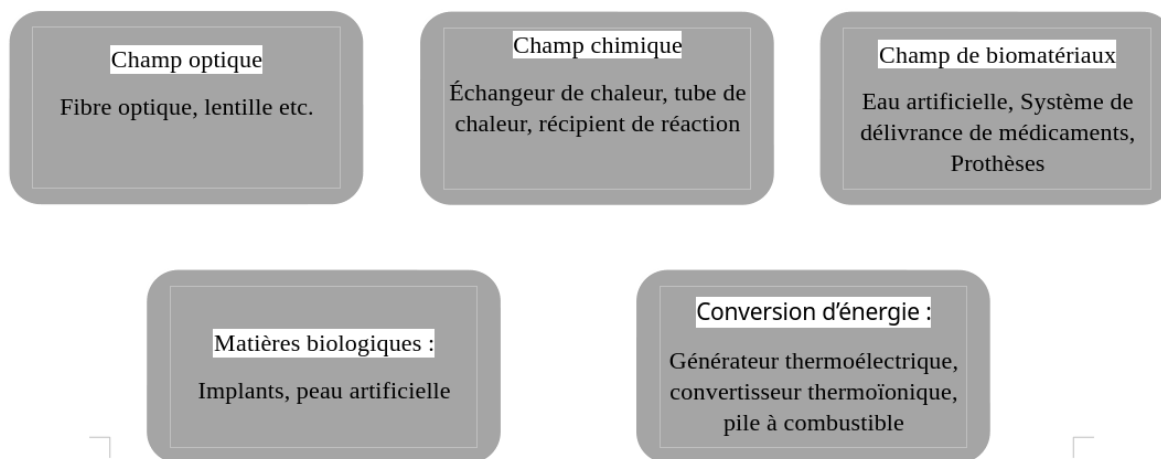 Champ optique
Fibre optique, lentille etc.
Champ chimique
Échangeur de chaleur, tube de
chaleur, récipient de réaction
Champ de biomatériaux
Eau artificielle, Système de
délivrance de médicaments,
Prothèses
Matières biologiques :
Implants, peau artificielle
Conversion d’énergie :
Générateur thermoélectrique,
convertisseur thermoïonique,
pile à combustible